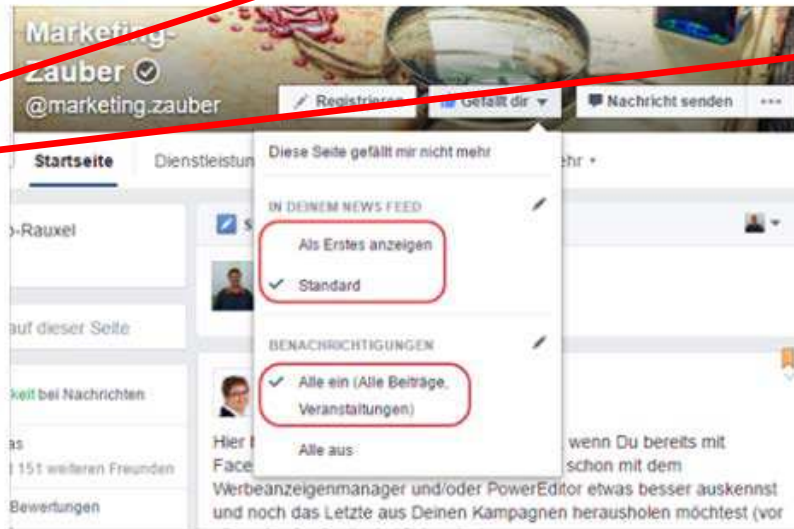 Marketing-
Zauber
@marketing.zauber
Registrieren
Gefällt dir
Nachricht senden
Startseite
Dienstleistun
ehr
Diese Seite gefällt mir nicht mehr
IN DEINEM NEWS FEED
Als Erstes anzeigen
Standard
BENACHRICHTIGUNGEN
Alle ein (Alle Beiträge,
Veranstaltungen)
Alle aus
-Rauxel
S
auf dieser Seite
keit bei Nachrichten
as
151 weiteren Freunden
Bewertungen
Hier wenn Du bereits mit
Face schon mit dem
Werbeanzeigenmanager und/oder PowerEditor etwas besser auskennst
und noch das Letzte aus Deinen Kampagnen herausholen möchtest (vor